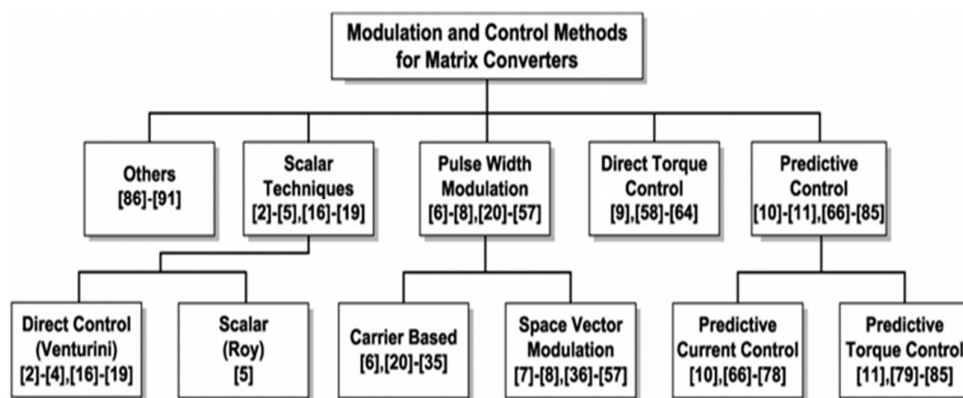 Modulation and Control Methods
for Matrix Converters
Others
[86]-[91]
Scalar
Techniques
[2]-[5],[16]-[19]
Pulse Width
Modulation
[6]-[8],[20]-[57]
Direct Torque
Control
[9],[58]-[64]
Predictive
Control
[10]-[11],[66]-[85]
Direct Control
(Venturini)
[2]-[4],[16]-[19]
Scalar
(Roy)
[5]
Carrier Based
[6],[20]-[35]
Space Vector
Modulation
[7]-[8],[36]-[57]
Predictive
Current Control
[10],[66]-[78]
Predictive
Torque Control
[11],[79]-[85]